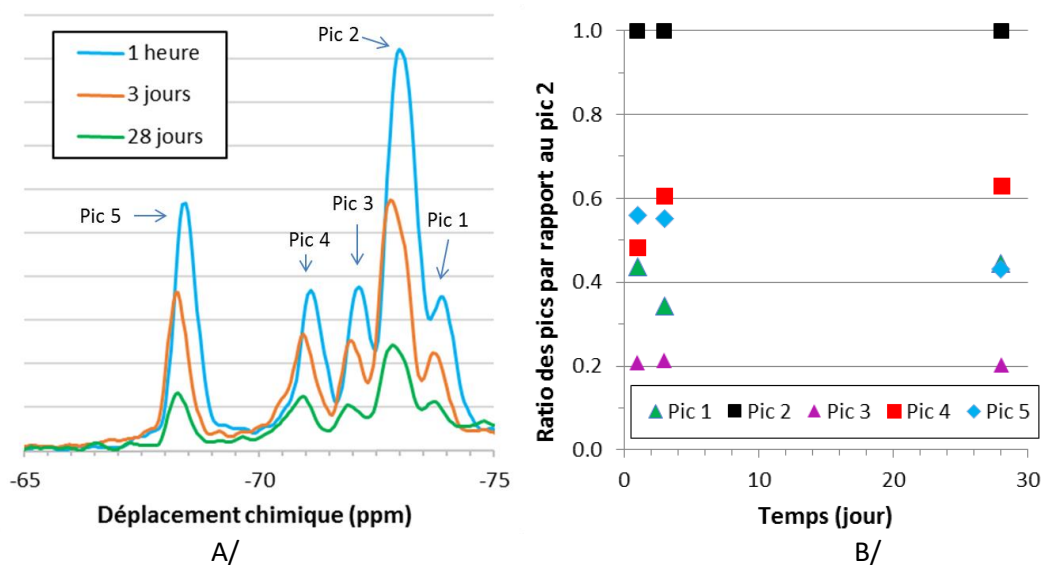 1 heure
3 jours
28 jours
Pic 2
Pic 5
Pic 4
Pic 3
Pic 1
-65
-70
-75
Déplacement chimique (ppm)
A/
Ratio des pics par rapport au pic 2
1.0
0.8
0.6
0.4
0.2
0.0
Pic 1 Pic 2 Pic 3 Pic 4 Pic 5
0 10 20 30
Temps (jour)
B/